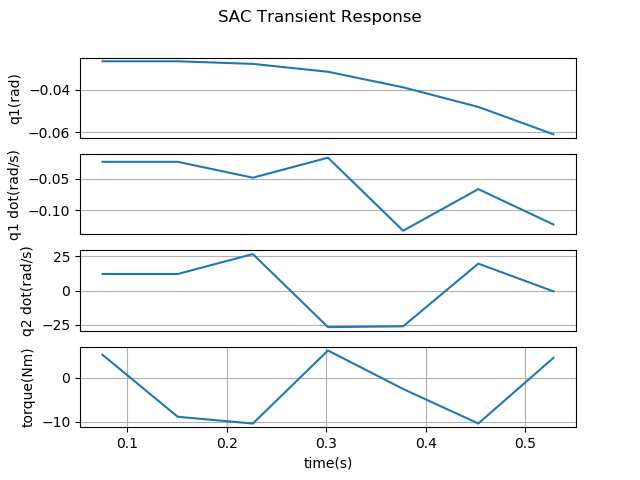 SAC Transient Response
q1(rad)
−0.04
−0.06
q1 dot(rad/s)
−0.05
−0.10
q2 dot(rad/s)
25
0
−25
torque(Nm)
0
−10
0.1 0.2 0.3 0.4 0.5
time(s)